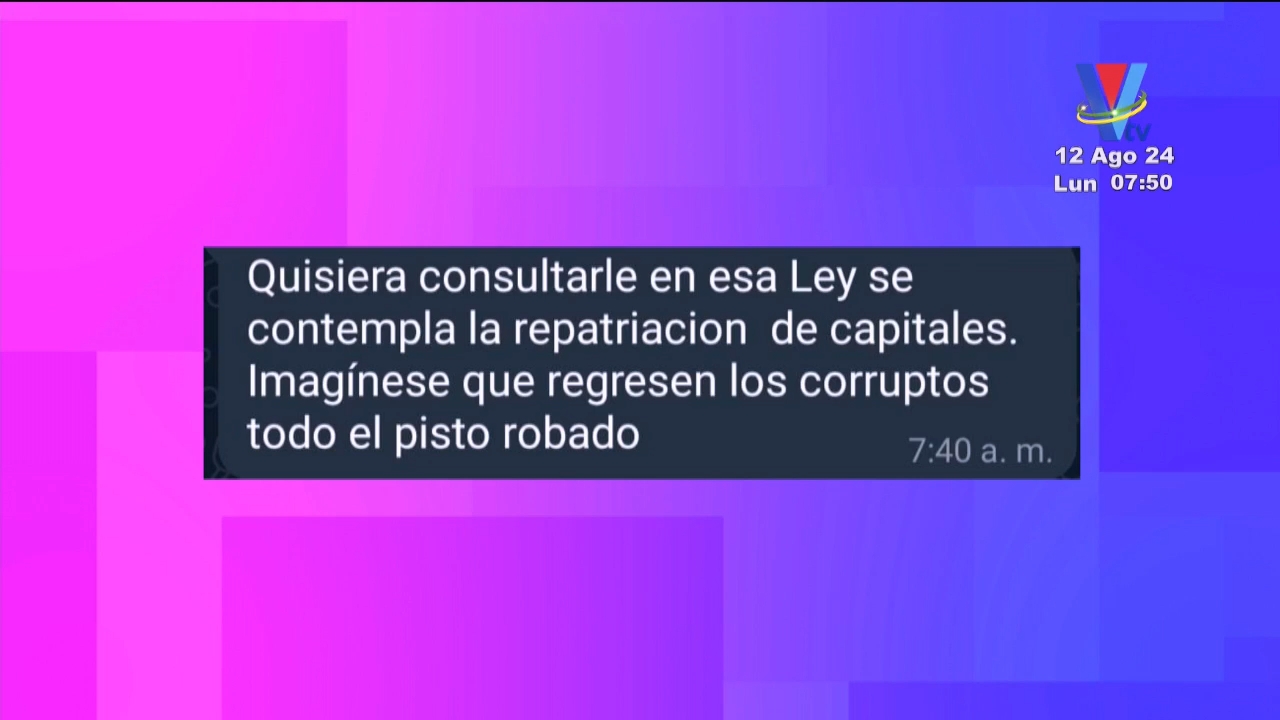 Vtv
12 Ago 24
Lun 07:50
Quisiera consultarle en esa Ley se
contempla la repatriacion de capitales.
Imagínese que regresen los corruptos
todo el pisto robado
7:40 a. m.